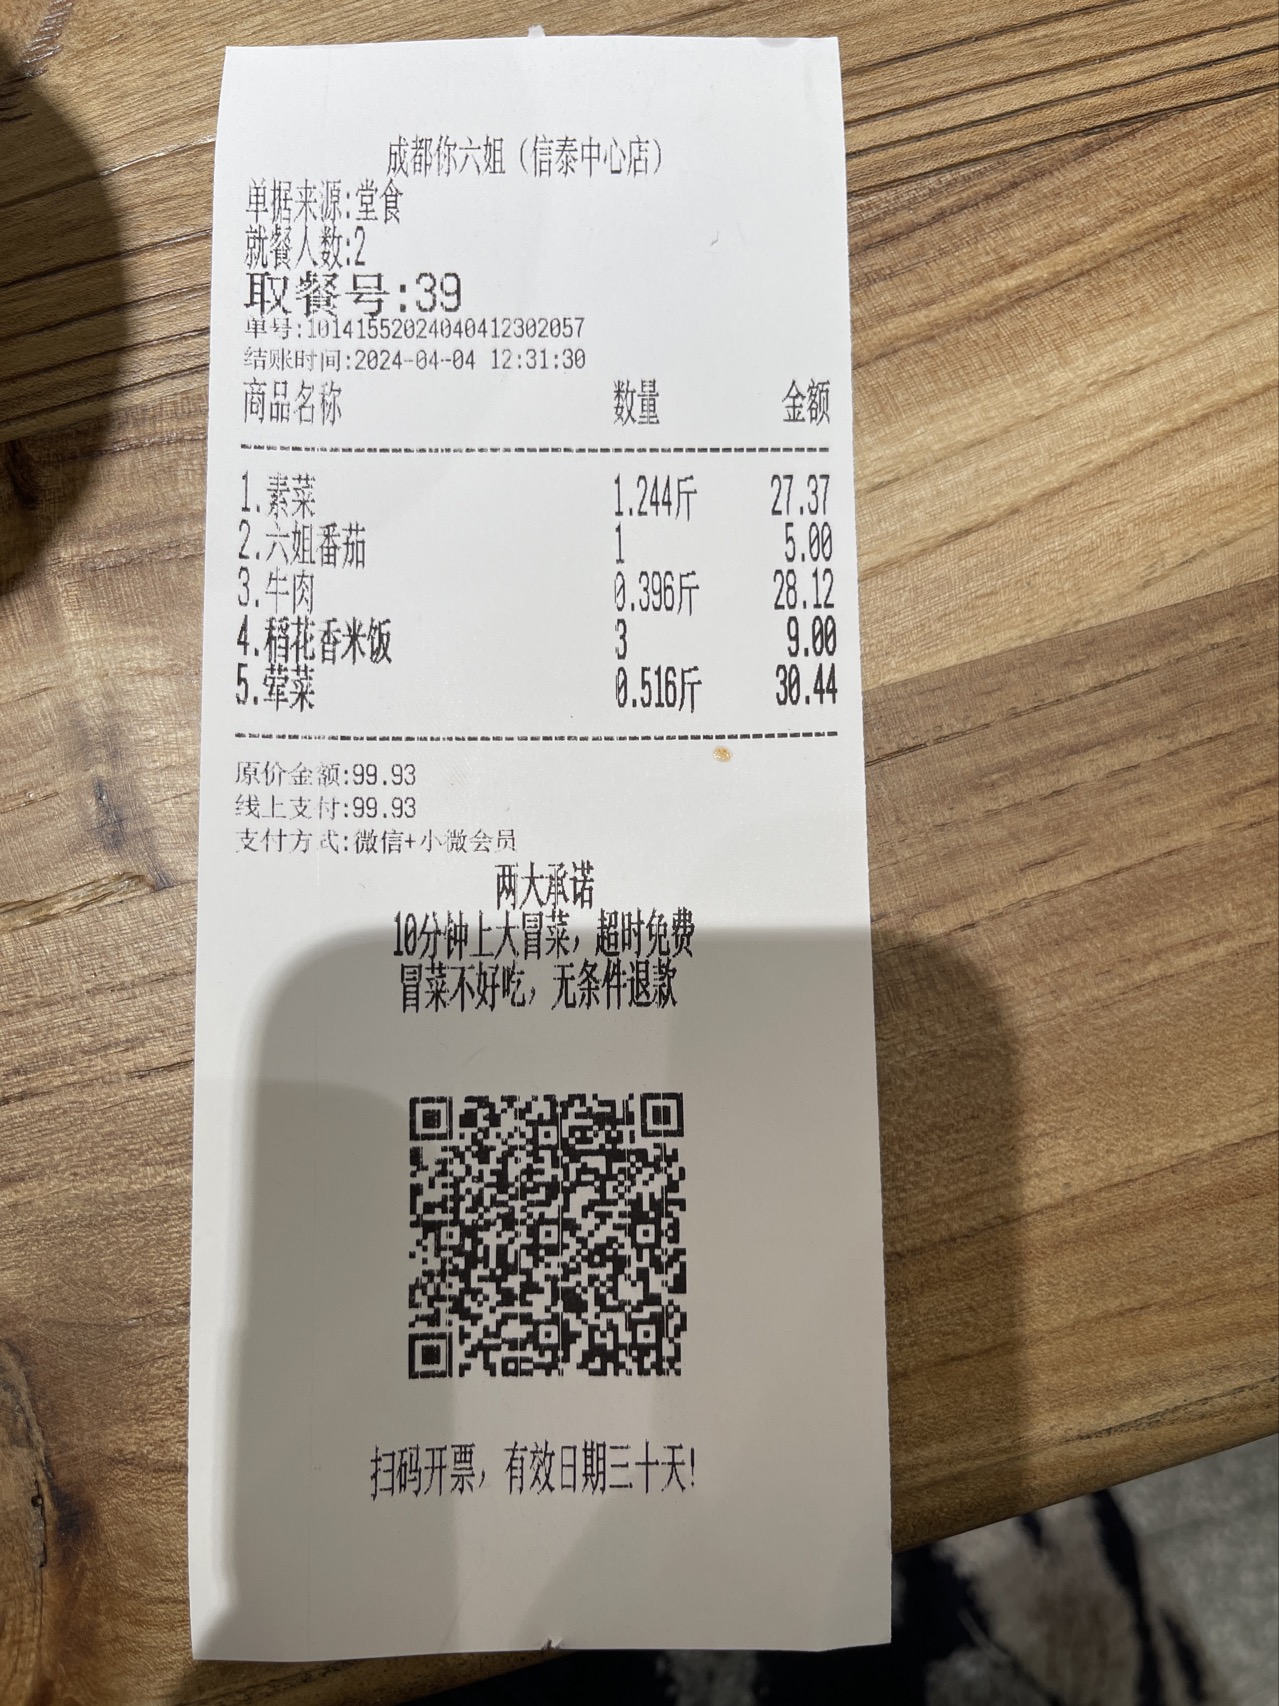 成都你六姐（信泰中心店）
单据来源:堂食
就餐人数:2
取餐号:39
单号:10141552024040412302057
结账时间:2024-04-04 12:31:30
商品名称 数量 金额
1.素菜 1.244斤 27.37
2.六姐番茄 1 5.00
3.牛肉 0.396斤 28.12
4.稻花香米饭 3 9.00
5.荤菜 0.516斤 30.44
原价金额:99.93
线上支付:99.93
支付方式:微信+小微会员
两大承诺
10分钟上大冒菜，超时免费
冒菜不好吃，无条件退款
扫码开票，有效日期三十天!